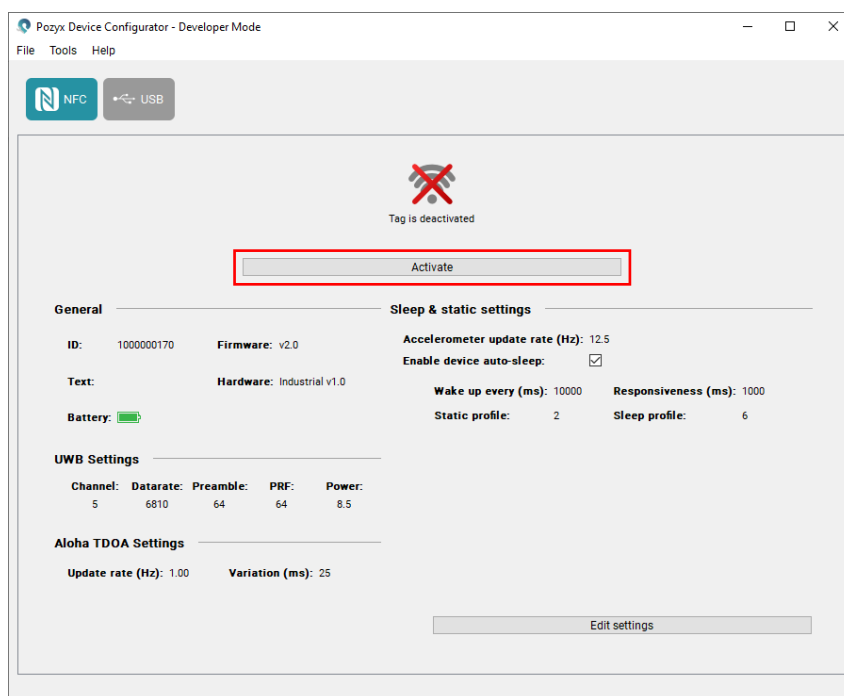 Pozyx Device Configurator - Developer Mode
File Tools Help
NFC USB
Tag is deactivated
Activate
General
ID: 1000000170 Firmware: v2.0
Text: Hardware: Industrial v1.0
Battery:
UWB Settings
Channel: Datarate: Preamble: PRF: Power:
5 6810 64 64 8.5
Aloha TDOA Settings
Update rate (Hz): 1.00 Variation (ms): 25
Sleep & static settings
Accelerometer update rate (Hz): 12.5
Enable device auto-sleep:
Wake up every (ms): 10000 Responsiveness (ms): 1000
Static profile: 2 Sleep profile: 6
Edit settings